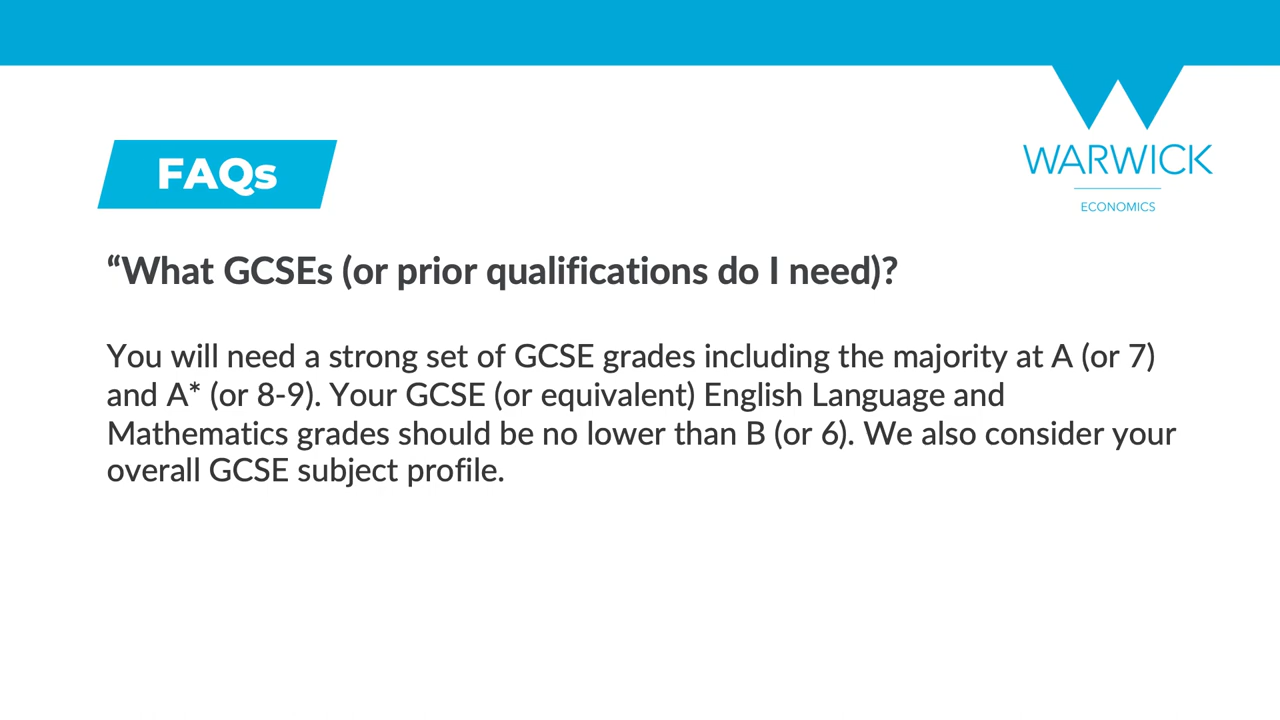 WARWICK
ECONOMICS
FAQs
“What GCSEs (or prior qualifications do I need)?
You will need a strong set of GCSE grades including the majority at A (or 7)
and A* (or 8-9). Your GCSE (or equivalent) English Language and
Mathematics grades should be no lower than B (or 6). We also consider your
overall GCSE subject profile.